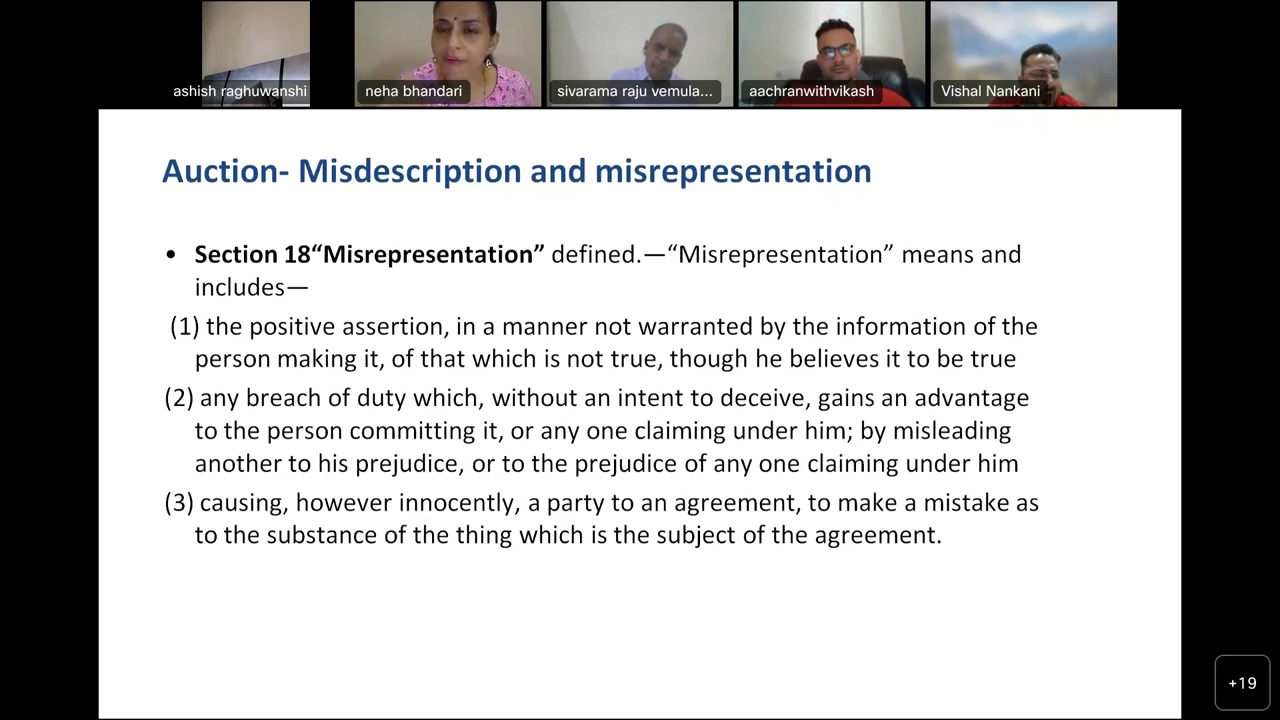 ashish raghuwanshi
neha bhandari
sivarama raju vemula...
aachranwithvikash
Vishal Nankani
Auction- Misdescription and misrepresentation
• Section 18“Misrepresentation” defined.—“Misrepresentation” means and
includes—
(1) the positive assertion, in a manner not warranted by the information of the
person making it, of that which is not true, though he believes it to be true
(2) any breach of duty which, without an intent to deceive, gains an advantage
to the person committing it, or any one claiming under him; by misleading
another to his prejudice, or to the prejudice of any one claiming under him
(3) causing, however innocently, a party to an agreement, to make a mistake as
to the substance of the thing which is the subject of the agreement.
+19